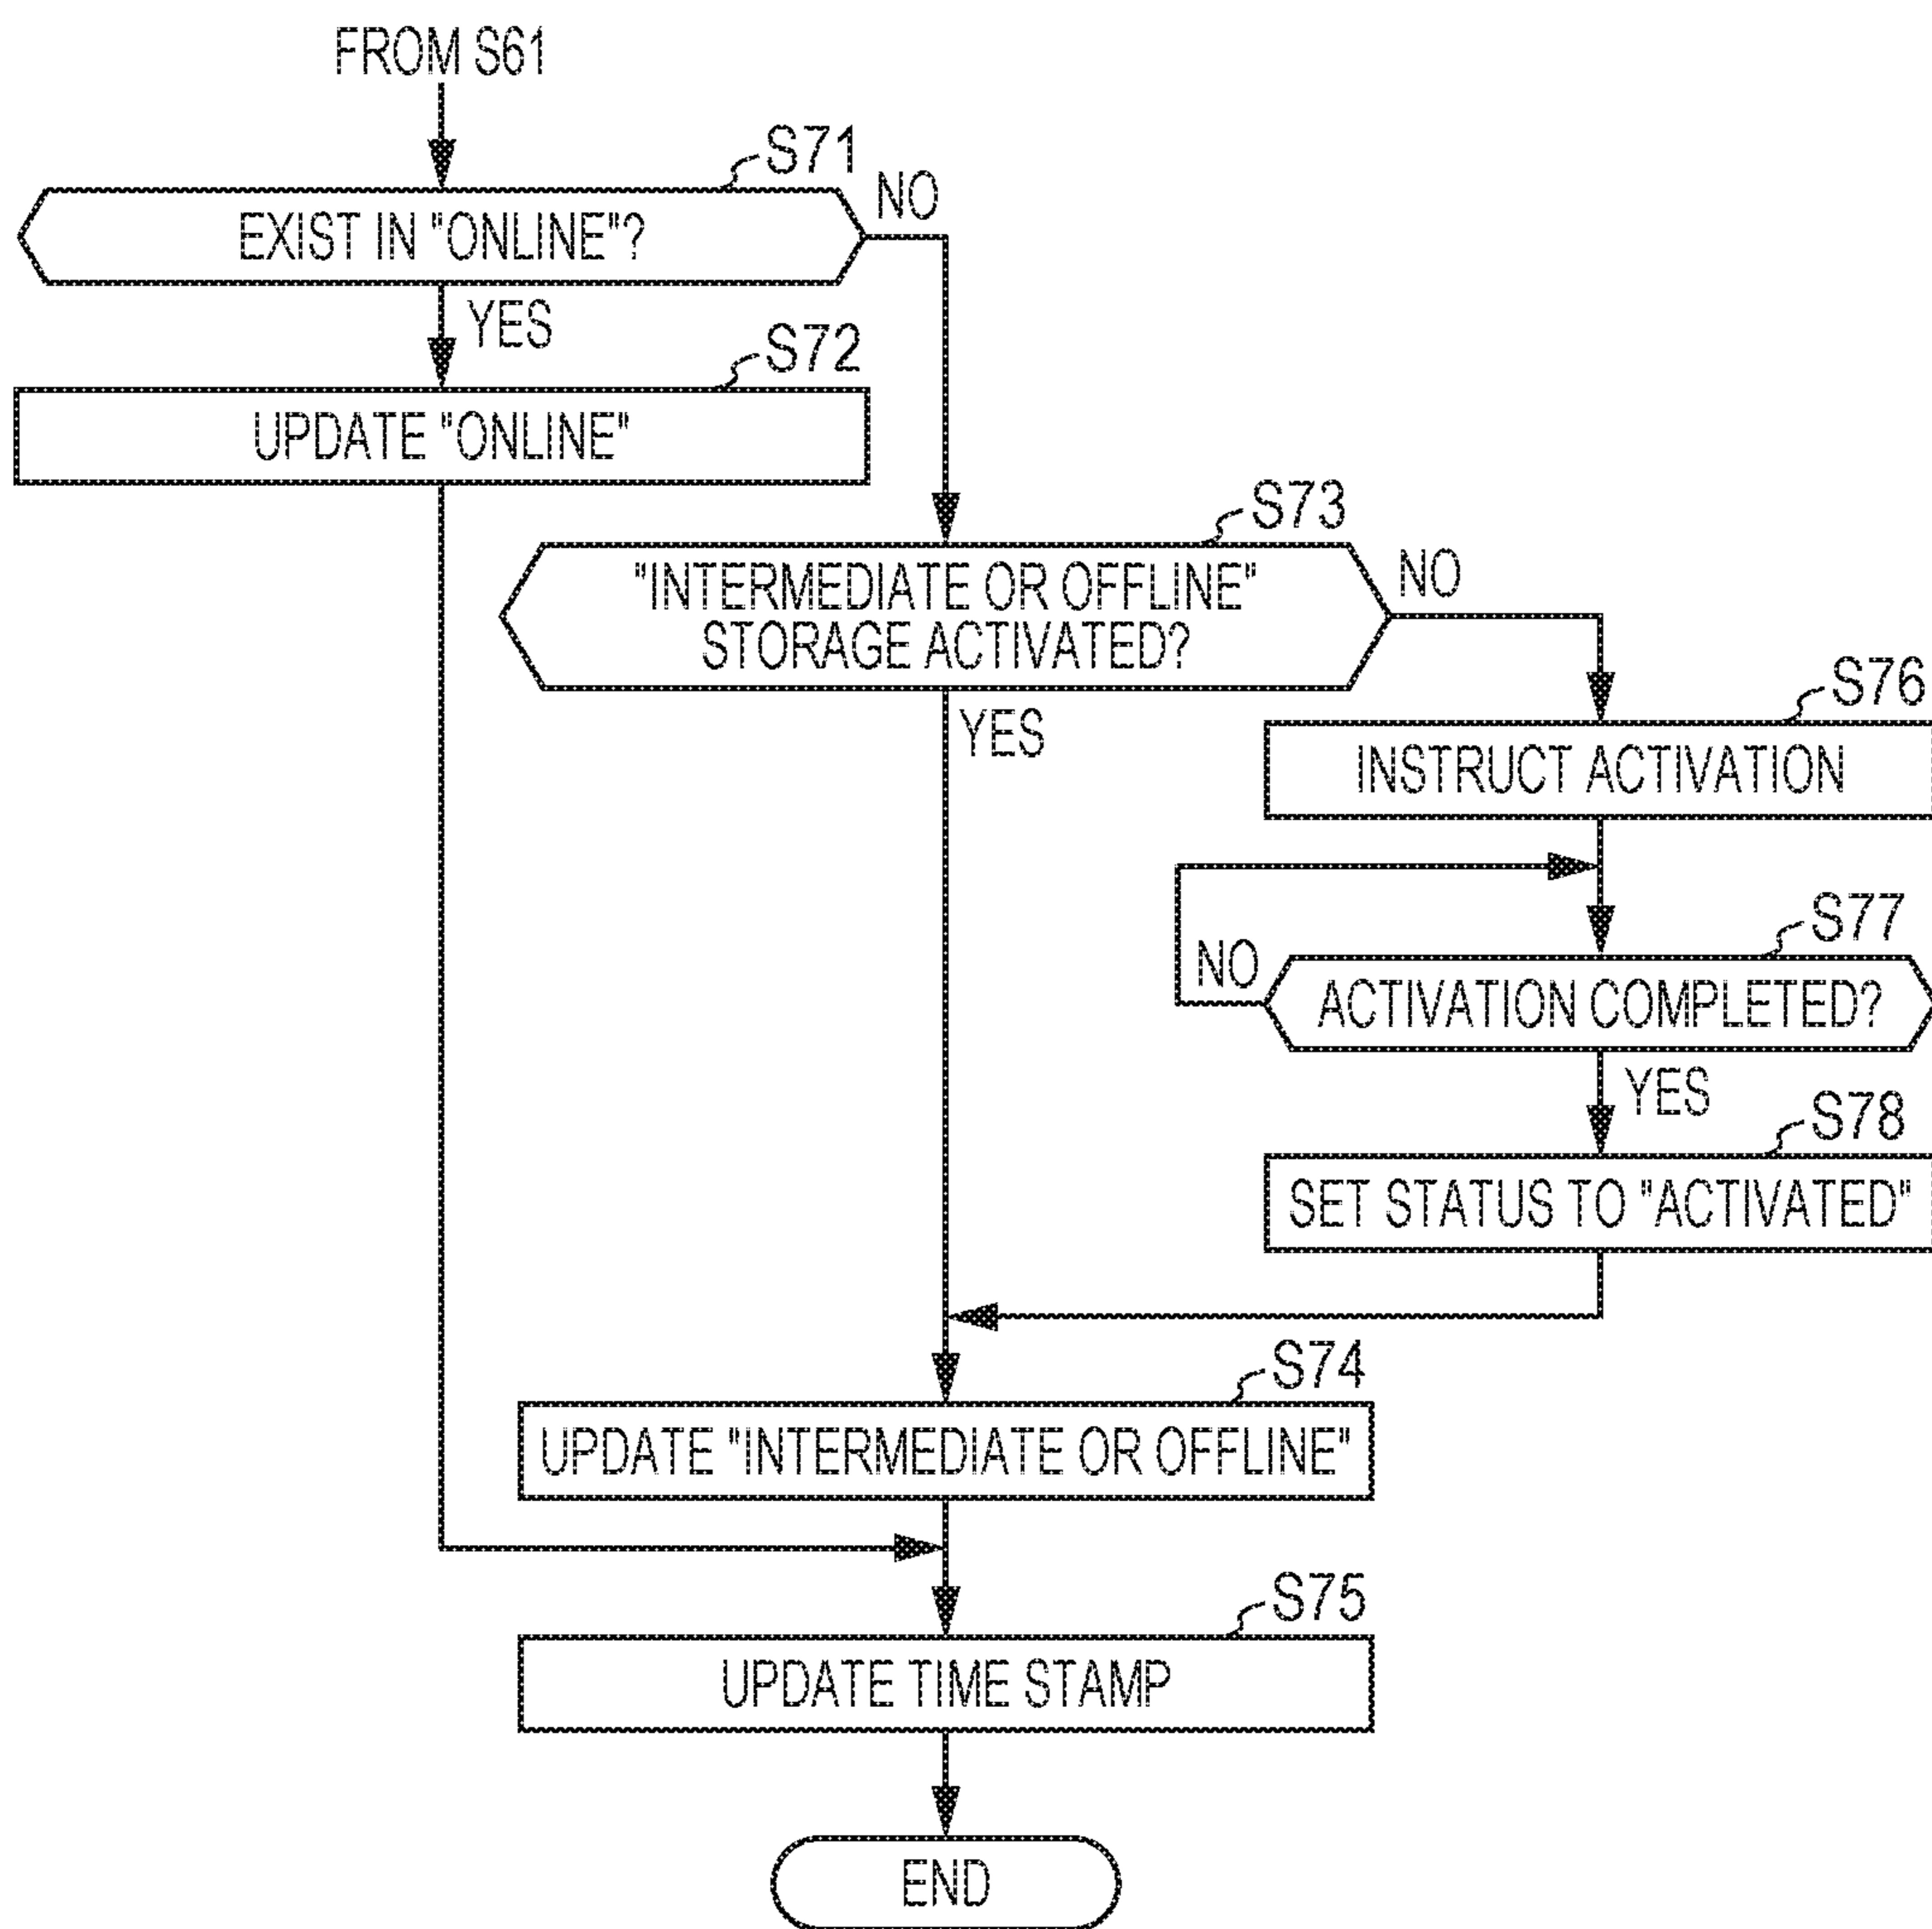 FROM S61
S71
EXIST IN "ONLINE"?
NO
YES
S72
UPDATE "ONLINE"
S73
"INTERMEDIATE OR OFFLINE"
STORAGE ACTIVATED?
NO
YES
S76
INSTRUCT ACTIVATION
S77
NO
ACTIVATION COMPLETED?
YES
S78
SET STATUS TO "ACTIVATED"
S74
UPDATE "INTERMEDIATE OR OFFLINE"
S75
UPDATE TIME STAMP
END